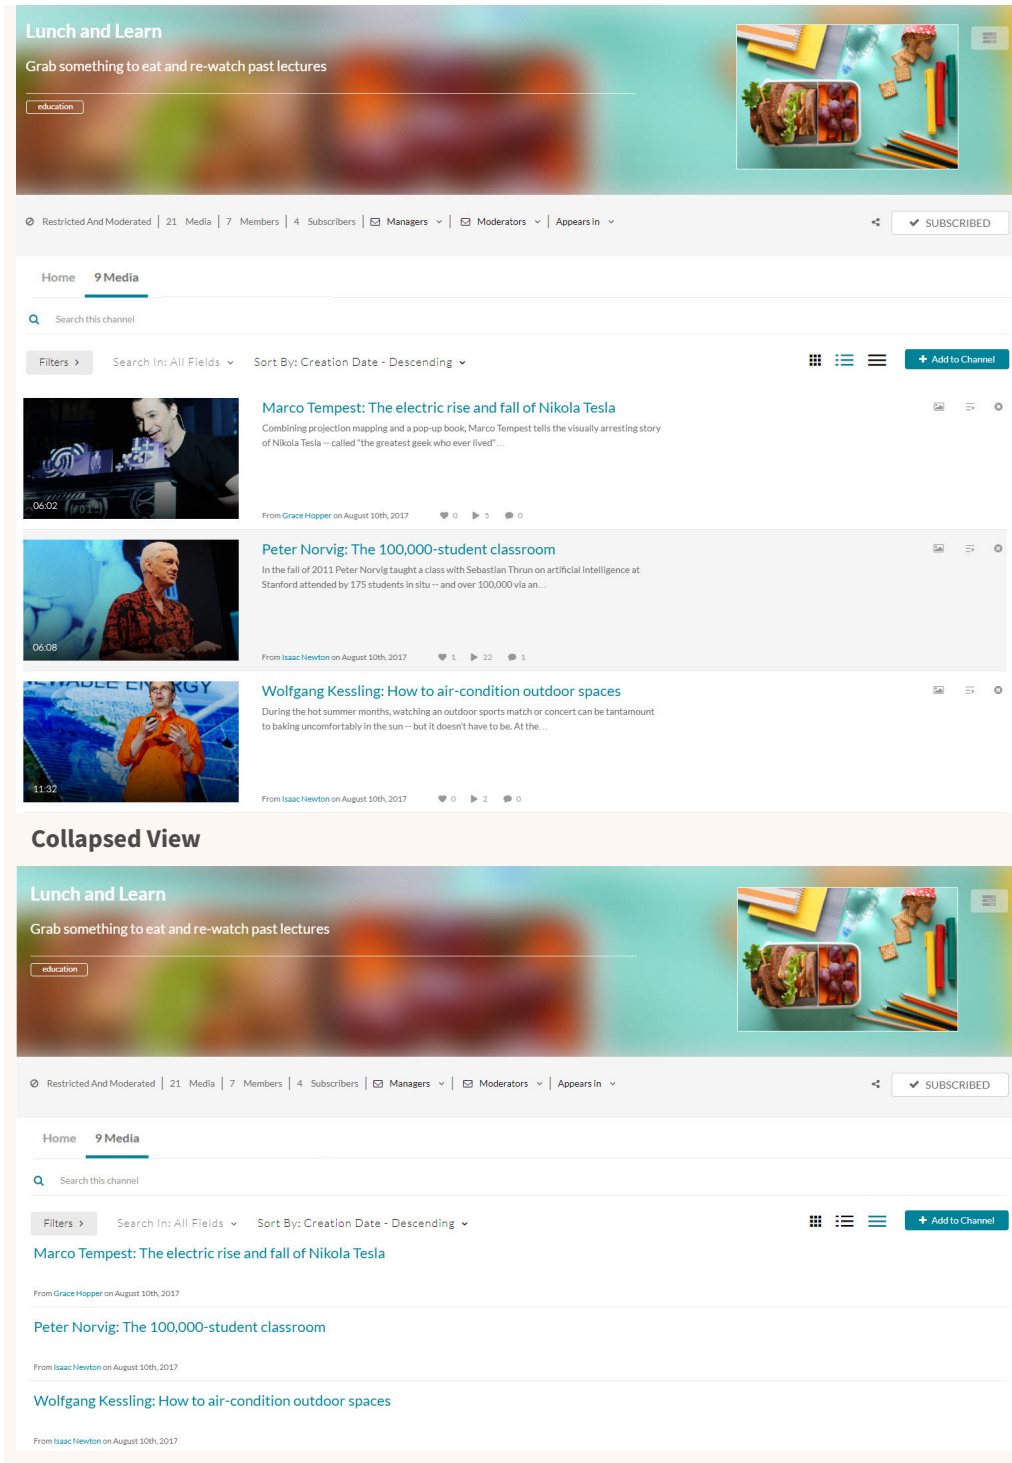 Lunch and Learn
Grab something to eat and re-watch past lectures
education
Restricted And Moderated | 21 Media | 7 Members | 4 Subscribers | Managers | Moderators | Appears in
SUBSCRIBED
Home 9 Media
Search this channel
Filters > Search In: All Fields Sort By: Creation Date - Descending + Add to Channel
Marco Tempest: The electric rise and fall of Nikola Tesla
Combining projection mapping and a pop-up book, Marco Tempest tells the visually arresting story
of Nikola Tesla -- called "the greatest geek who ever lived"...
06:02
From Grace Hopper on August 10th, 2017 0 5 0
Peter Norvig: The 100,000-student classroom
In the fall of 2011 Peter Norvig taught a class with Sebastian Thrun on artificial intelligence at
Stanford attended by 175 students in situ -- and over 100,000 via an...
06:08
From Isaac Newton on August 10th, 2017 1 22 1
EWABLE ENERGY
Wolfgang Kessling: How to air-condition outdoor spaces
During the hot summer months, watching an outdoor sports match or concert can be tantamount
to baking uncomfortably in the sun -- but it doesn't have to be. At the...
11:32
From Isaac Newton on August 10th, 2017 0 2 0
Collapsed View
Lunch and Learn
Grab something to eat and re-watch past lectures
education
Restricted And Moderated | 21 Media | 7 Members | 4 Subscribers | Managers | Moderators | Appears in
SUBSCRIBED
Home 9 Media
Search this channel
Filters > Search In: All Fields Sort By: Creation Date - Descending + Add to Channel
Marco Tempest: The electric rise and fall of Nikola Tesla
From Grace Hopper on August 10th, 2017
Peter Norvig: The 100,000-student classroom
From Isaac Newton on August 10th, 2017
Wolfgang Kessling: How to air-condition outdoor spaces
From Isaac Newton on August 10th, 2017